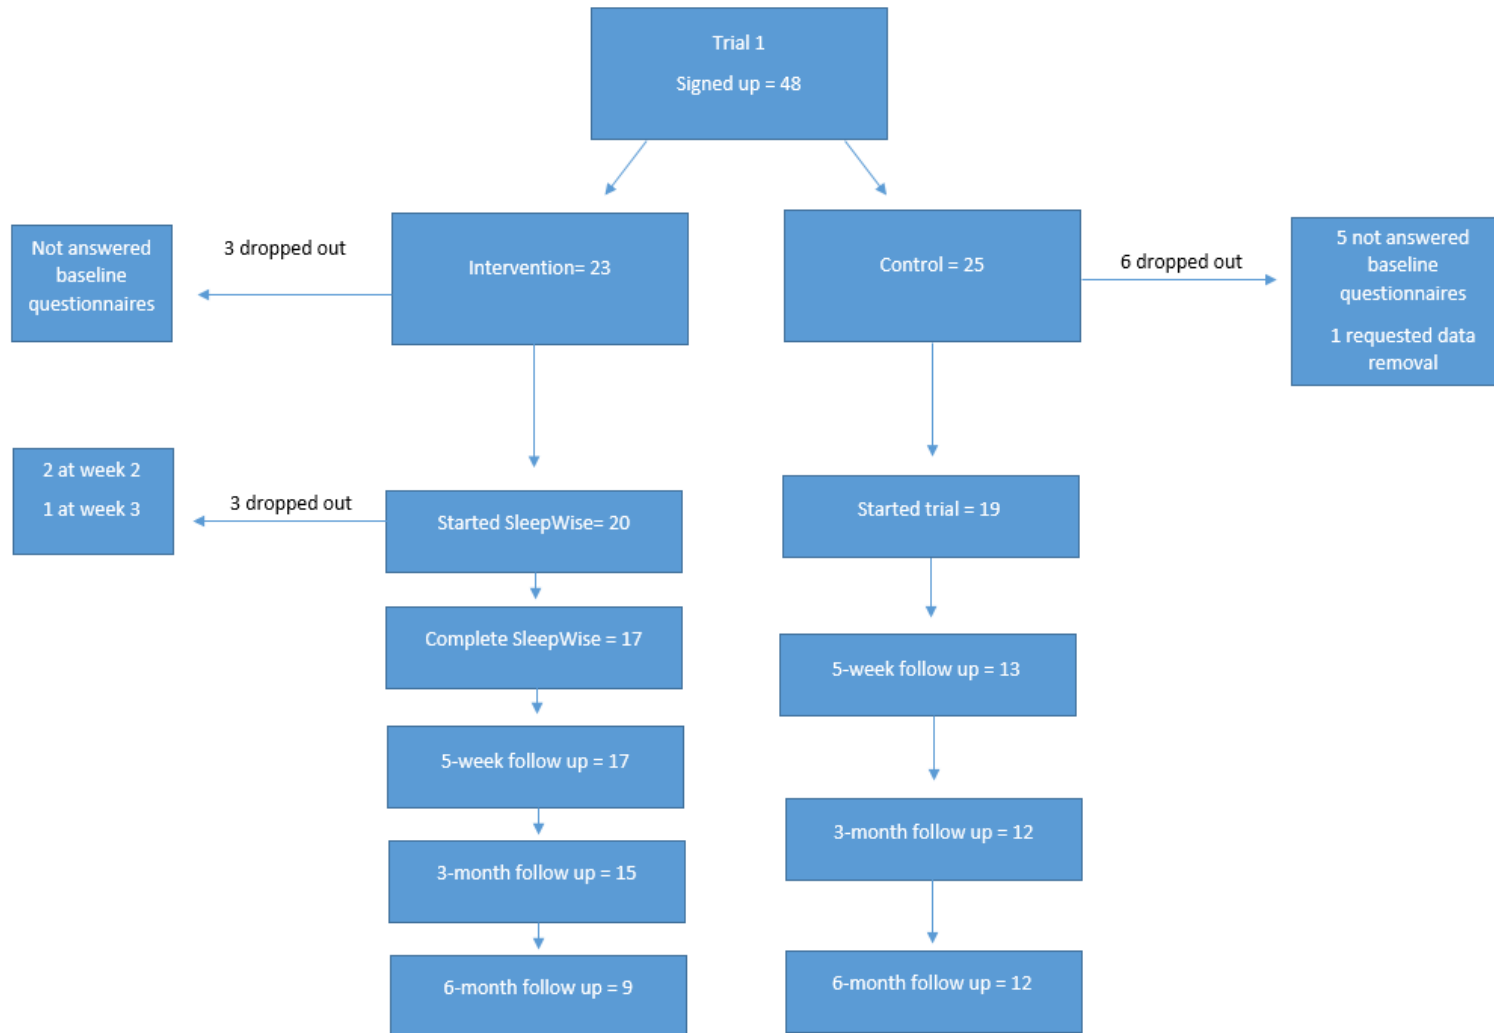 Trial 1
Signed up = 48
Not answered
baseline
questionnaires
3 dropped out
Intervention= 23
Control = 25
6 dropped out
5 not answered
baseline
questionnaires
1 requested data
removal
2 at week 2
1 at week 3
3 dropped out
Started SleepWise= 20
Started trial = 19
Complete SleepWise = 17
5-week follow up = 13
5-week follow up = 17
3-month follow up = 12
3-month follow up = 15
6-month follow up = 9
6-month follow up = 12